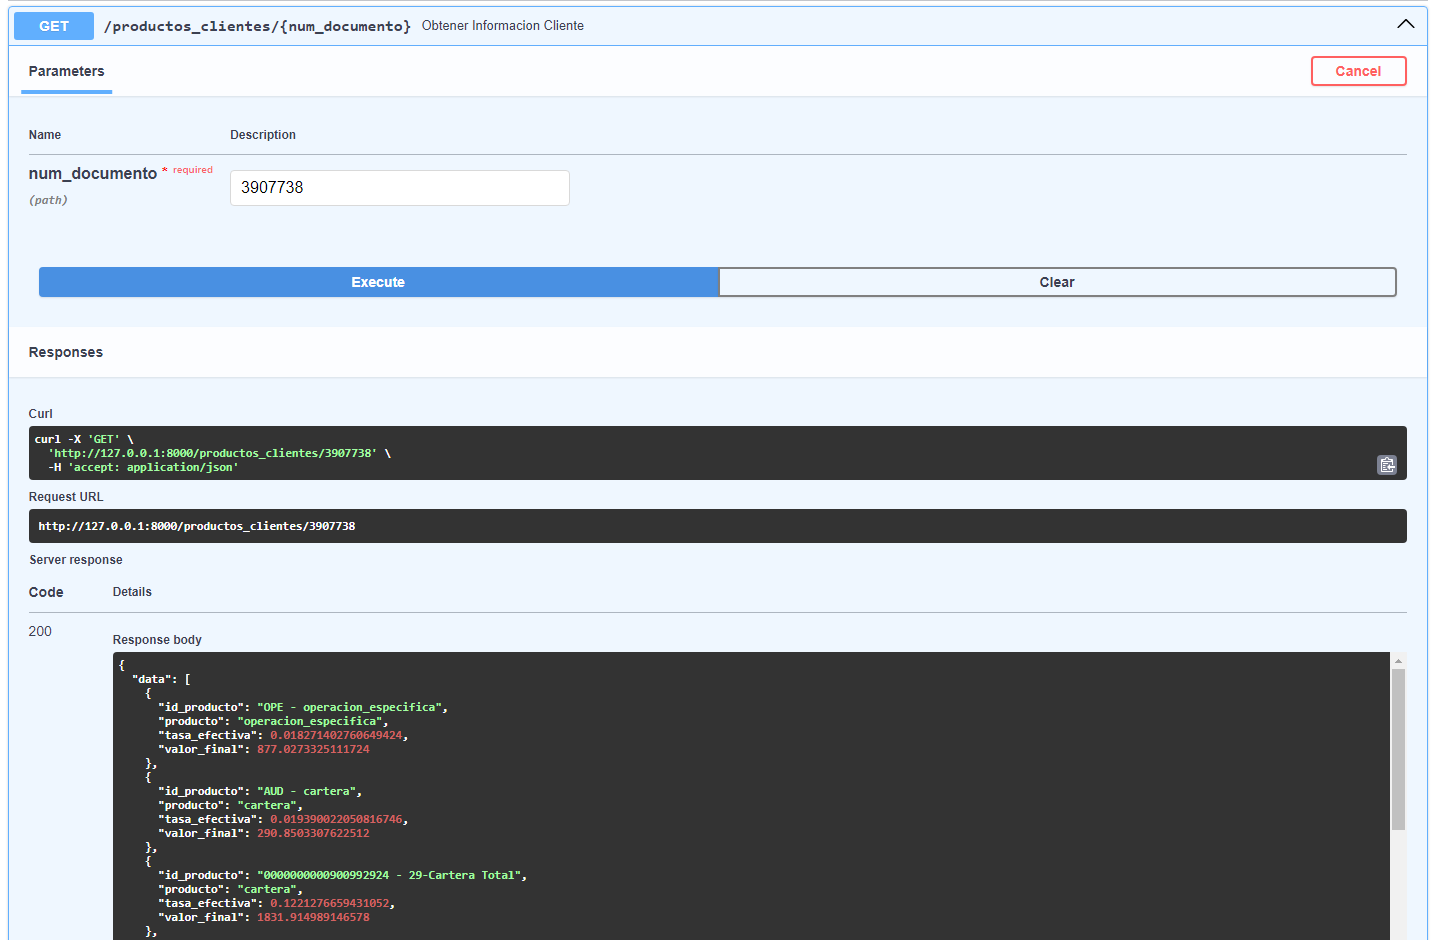 GET /productos_clientes/{num_documento} Obtener Informacion Cliente
Parameters Cancel
Name Description
num_documento * required
3907738
(path)
Execute Clear
Responses
Curl
curl -X 'GET' \
  'http://127.0.0.1:8000/productos_clientes/3907738' \
  -H 'accept: application/json'
Request URL
http://127.0.0.1:8000/productos_clientes/3907738
Server response
Code Details
200
Response body
{
  "data": [
    {
      "id_producto": "OPE - operacion_especifica",
      "producto": "operacion_especifica",
      "tasa_efectiva": 0.018271402760649424,
      "valor_final": 877.0273325111724
    },
    {
      "id_producto": "AUD - cartera",
      "producto": "cartera",
      "tasa_efectiva": 0.019390022050816746,
      "valor_final": 290.8503307622512
    },
    {
      "id_producto": "0000000000900992924 - 29-Cartera Total",
      "producto": "cartera",
      "tasa_efectiva": 0.1221276659431052,
      "valor_final": 1831.914989146578
    },